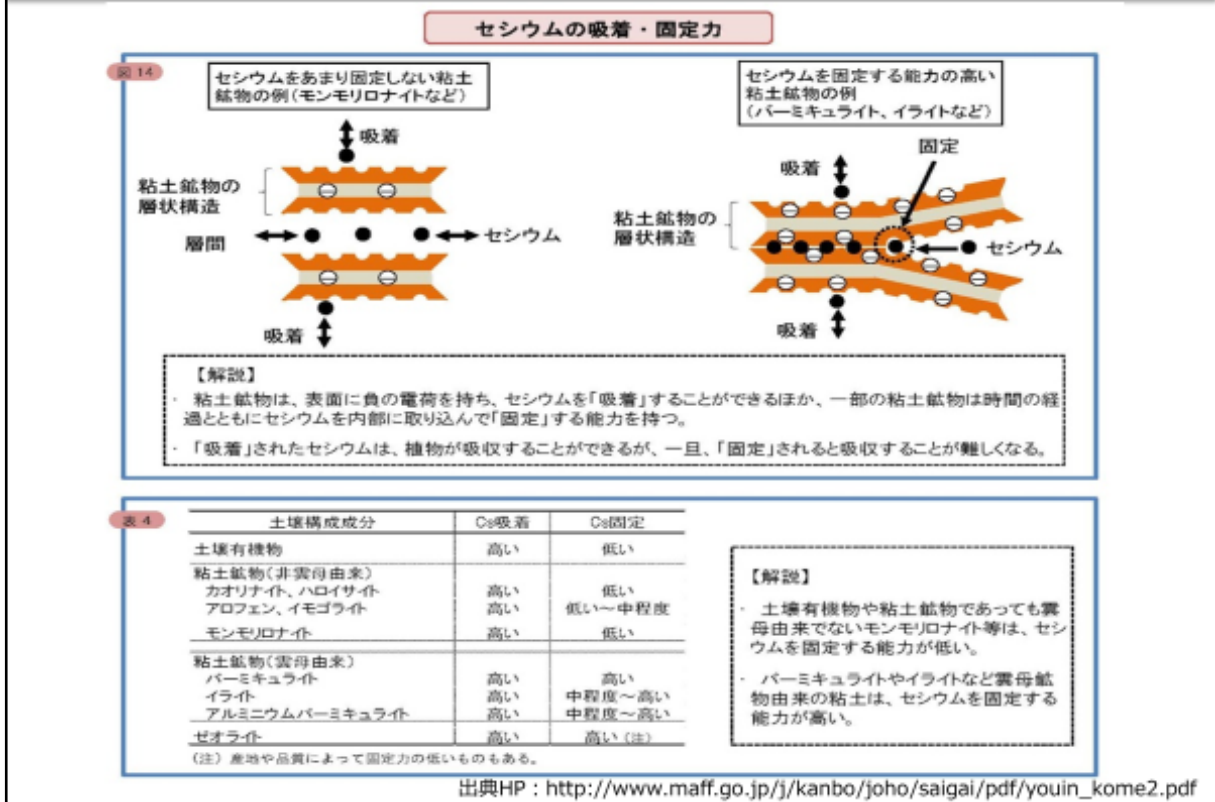 セシウムの吸着・固定力
図 14
セシウムをあまり固定しない粘土
鉱物の例(モンモリロナイトなど)
吸着
粘土鉱物の
層状構造
層間
セシウム
吸着
セシウムを固定する能力の高い
粘土鉱物の例
(バーミキュライト、イライトなど)
固定
吸着
粘土鉱物の
層状構造
セシウム
吸着
【解説】
・ 粘土鉱物は、表面に負の電荷を持ち、セシウムを「吸着」することができるほか、一部の粘土鉱物は時間の経
過とともにセシウムを内部に取り込んで「固定」する能力を持つ。
・ 「吸着」されたセシウムは、植物が吸収することができるが、一旦、「固定」されると吸収することが難しくなる。
表 4
土壌構成成分 Cs吸着 Cs固定
土壌有機物 高い 低い
粘土鉱物(非雲母由来)
カオリナイト、ハロイサイト 高い 低い
アロフェン、イモゴライト 高い 低い~中程度
モンモリロナイト 高い 低い
粘土鉱物(雲母由来)
バーミキュライト 高い 高い
イライト 高い 中程度~高い
アルミニウムバーミキュライト 高い 中程度~高い
ゼオライト 高い 高い (注)
(注) 産地や品質によって固定力の低いものもある。
【解説】
・ 土壌有機物や粘土鉱物であっても雲
母由来でないモンモリロナイト等は、セシ
ウムを固定する能力が低い。
・ バーミキュライトやイライトなど雲母鉱
物由来の粘土は、セシウムを固定する
能力が高い。
出典HP:http://www.maff.go.jp/j/kanbo/joho/saigai/pdf/youin_kome2.pdf